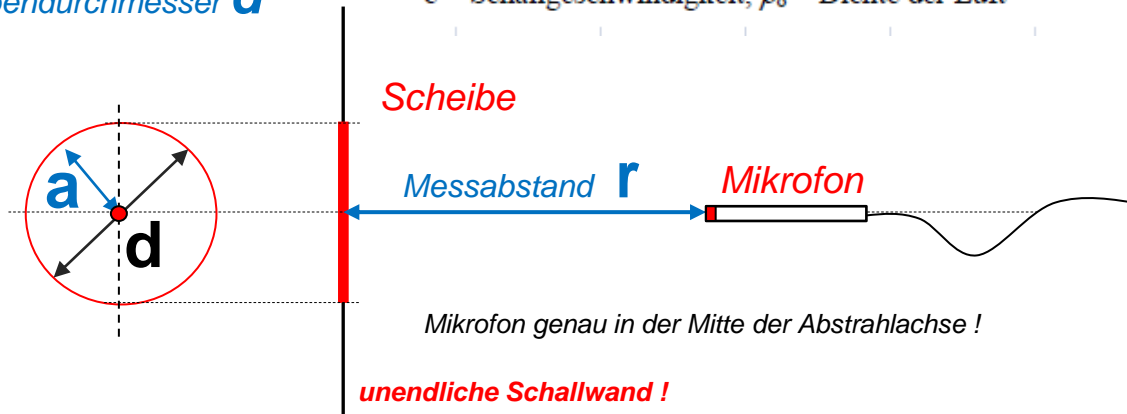 d
Scheibe
a
Messabstand r
Mikrofon
d
Mikrofon genau in der Mitte der Abstrahlachse !
unendliche Schallwand !